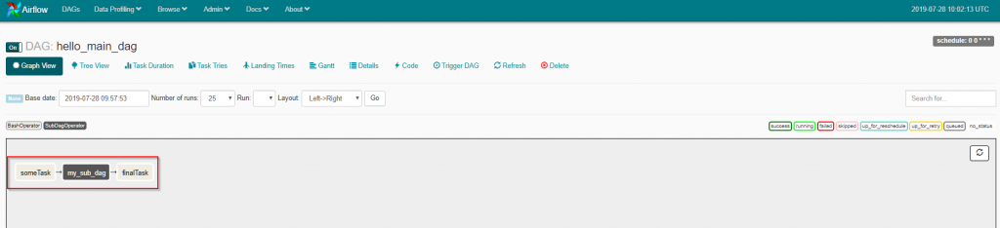 Airflow DAGs Data Profiling Browse Admin Docs About 2019-07-28 10:02:13 UTC
On DAG: hello_main_dag schedule: 0 0 * * *
Graph View Tree View Task Duration Task Tries Landing Times Gantt Details Code Trigger DAG Refresh Delete
Base date: 2019-07-28 09:57:53 Number of runs: 25 Run: Layout: Left->Right Go Search for...
BashOperator SubDagOperator success running failed skipped up_for_reschedule up_for_retry queued no_status
someTask my_sub_dag finalTask